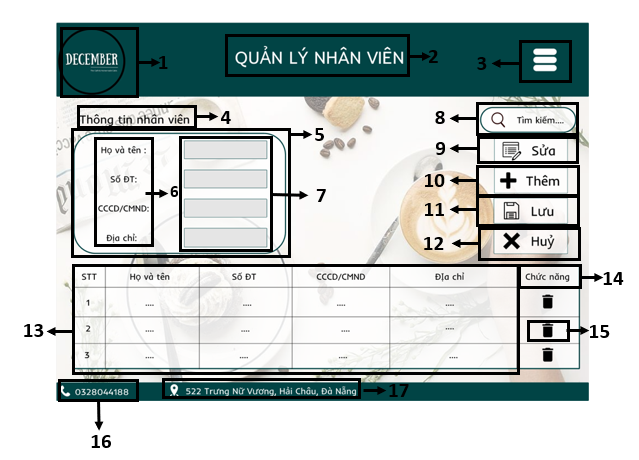 DECEMBER
1
QUẢN LÝ NHÂN VIÊN
2
3
Thông tin nhân viên
4
5
Họ và tên :
Số ĐT:
CCCD/CMND:
Địa chỉ:
6
7
8
Tìm kiếm....
9
Sửa
10
Thêm
11
Lưu
12
Huỷ
STT Họ và tên Số ĐT CCCD/CMND Địa chỉ Chức năng
14
1 .... .... .... ....
13
2 .... .... .... ....
15
3 .... .... .... ....
0328044188
522 Trưng Nữ Vương, Hải Châu, Đà Nẵng
17
16